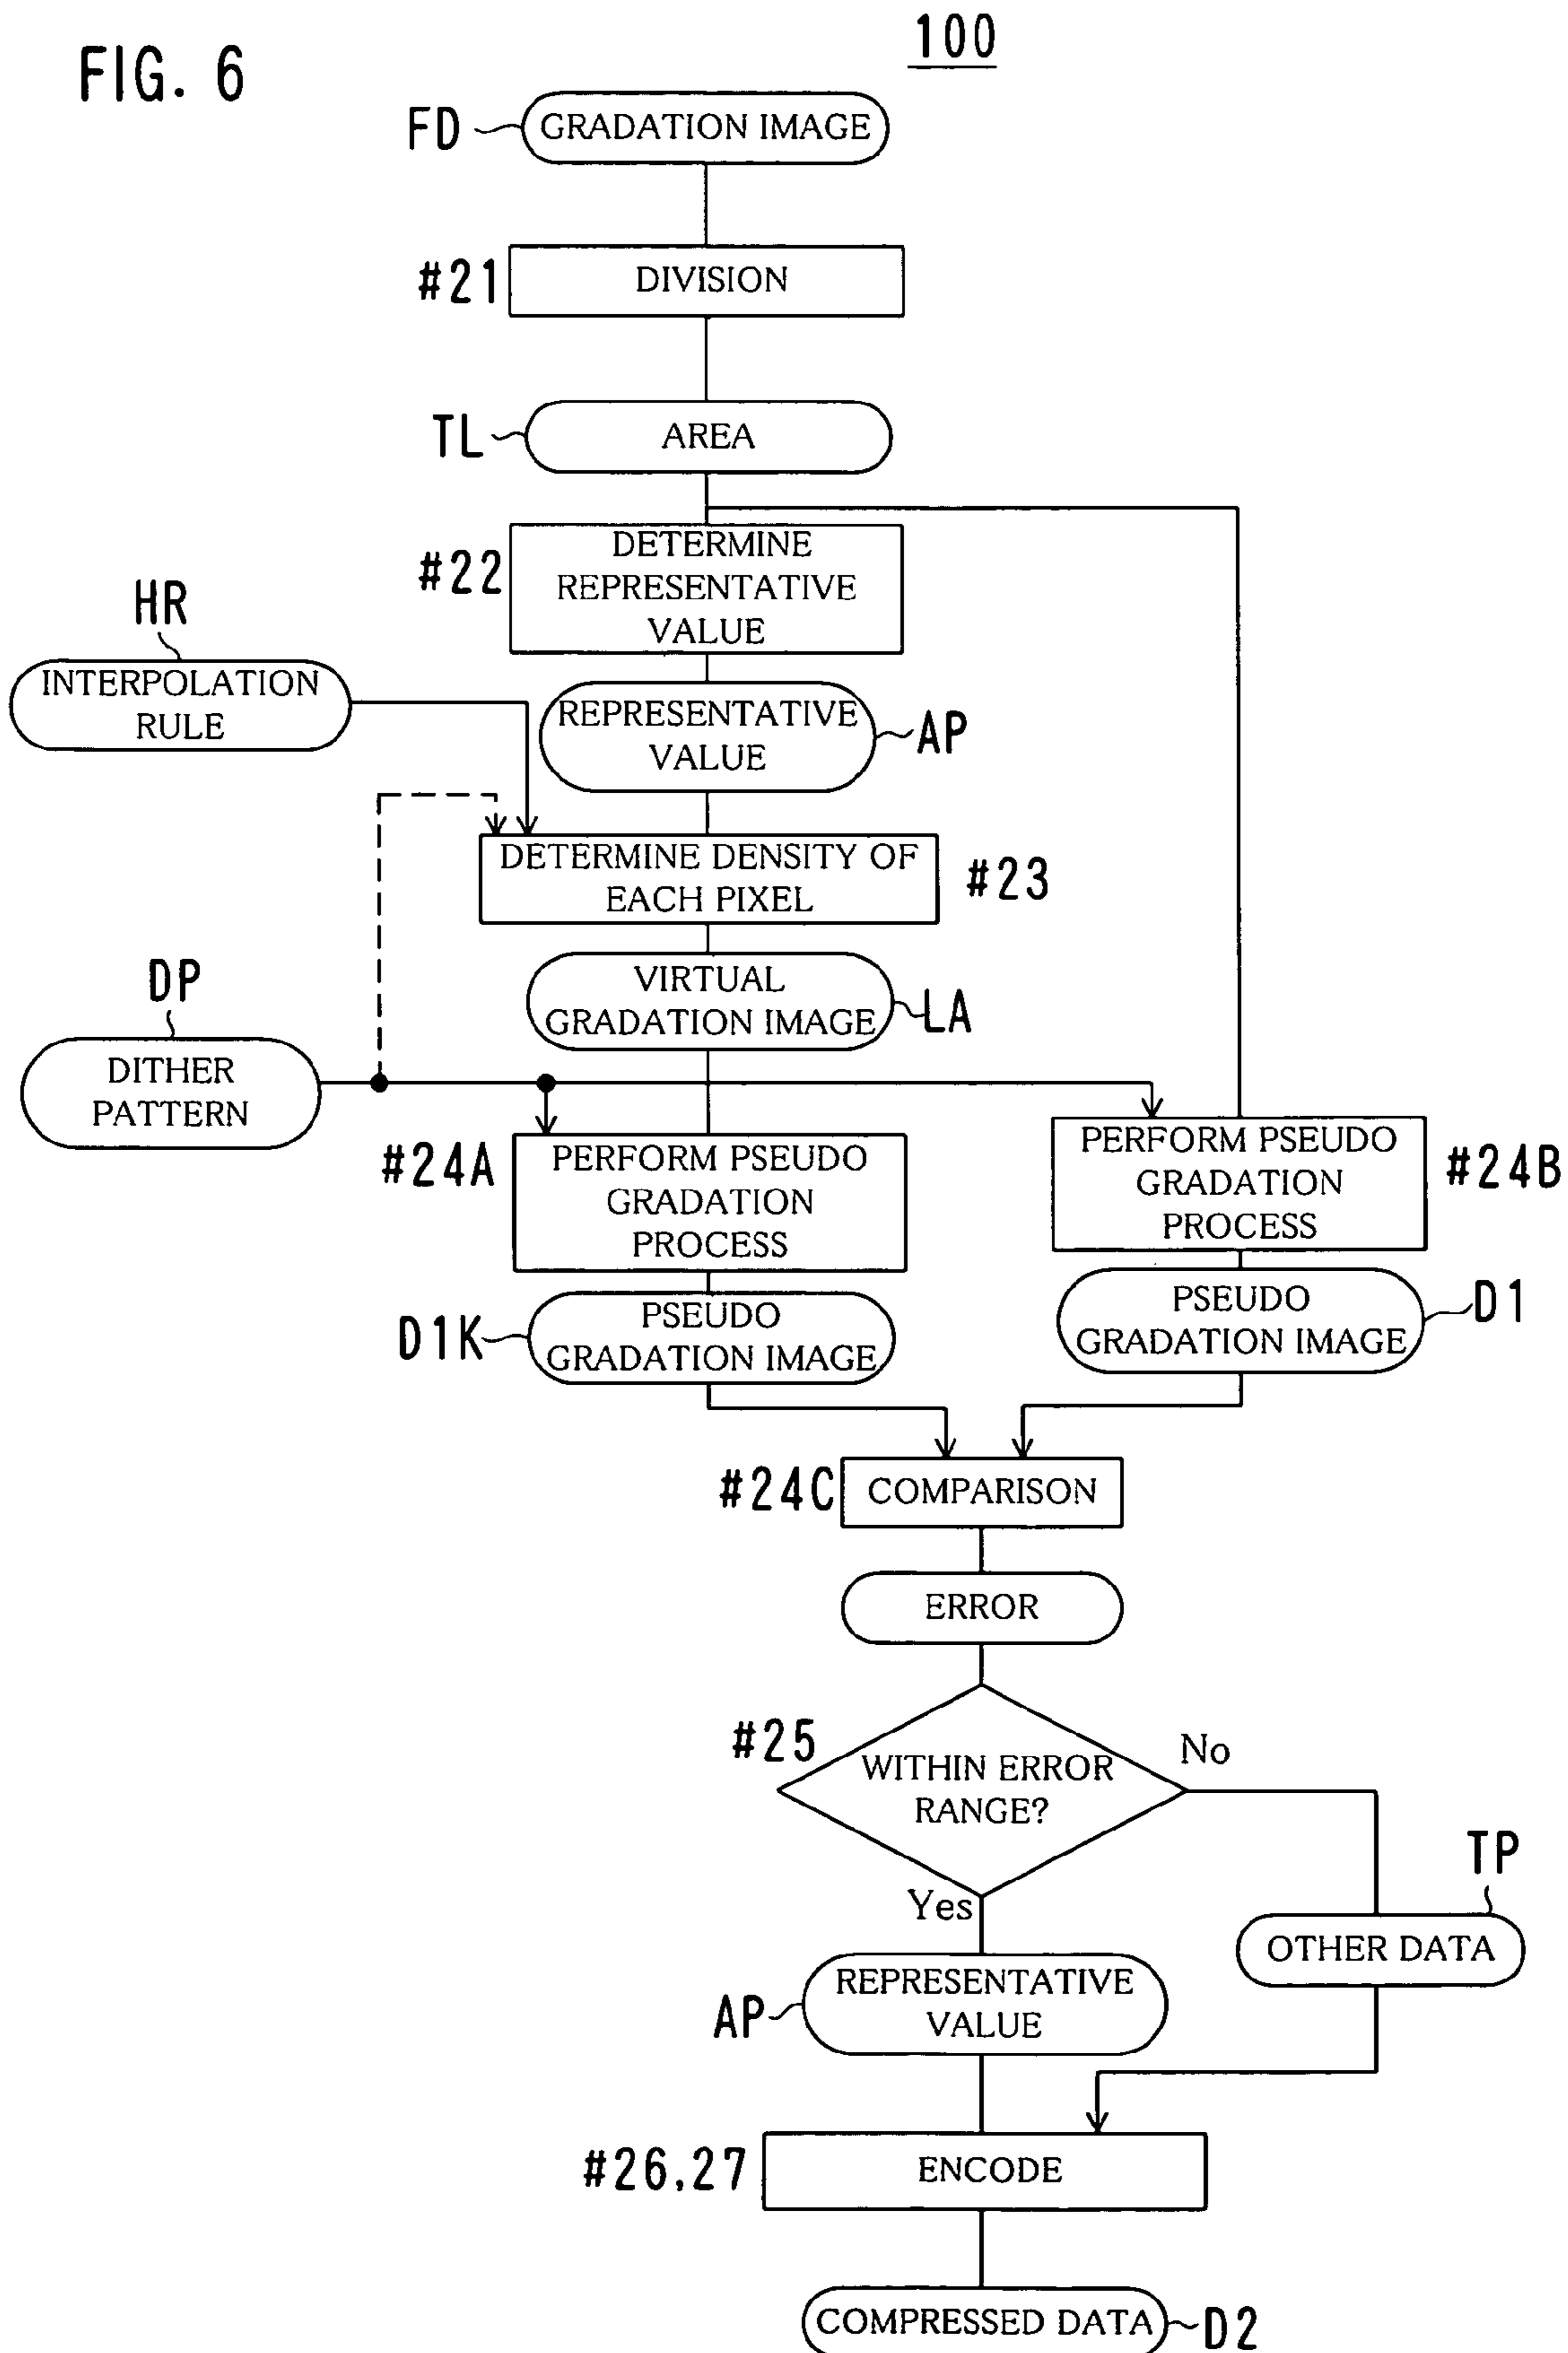 100
FIG. 6
FD
GRADATION IMAGE
#21
DIVISION
TL
AREA
#22
DETERMINE
REPRESENTATIVE
VALUE
HR
INTERPOLATION
RULE
REPRESENTATIVE
VALUE
AP
DETERMINE DENSITY OF
EACH PIXEL
#23
DP
DITHER
PATTERN
VIRTUAL
GRADATION IMAGE
LA
#24A
PERFORM PSEUDO
GRADATION
PROCESS
PERFORM PSEUDO
GRADATION
PROCESS
#24B
D1K
PSEUDO
GRADATION IMAGE
PSEUDO
GRADATION IMAGE
D1
#24C
COMPARISON
ERROR
#25
WITHIN ERROR
RANGE?
No
Yes
TP
OTHER DATA
AP
REPRESENTATIVE
VALUE
#26,27
ENCODE
COMPRESSED DATA
D2